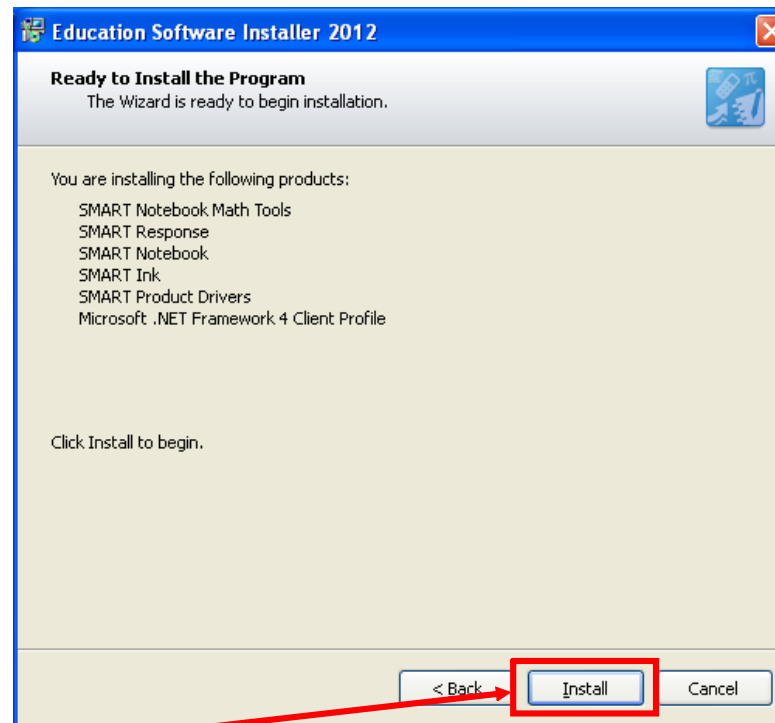 Education Software Installer 2012
Ready to Install the Program
The Wizard is ready to begin installation.
You are installing the following products:
SMART Notebook Math Tools
SMART Response
SMART Notebook
SMART Ink
SMART Product Drivers
Microsoft .NET Framework 4 Client Profile
Click Install to begin.
< Back Install Cancel